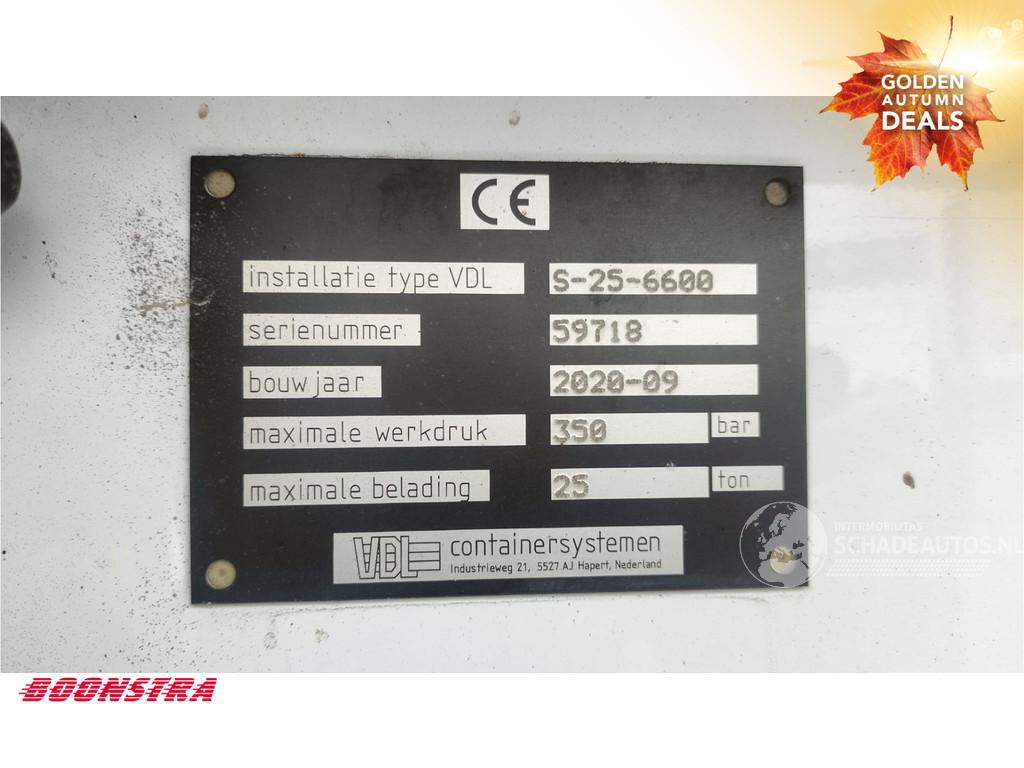 GOLDEN
AUTUMN
DEALS
CE
installatie type VDL S-25-6600
serienummer 59718
bouwjaar 2020-09
maximale werkdruk 350 bar
maximale belading 25 ton
VDL containersystemen
Industrieweg 21, 5527 AJ Hapert, Nederland
INTERMOBILITAS
SCHADEAUTOS.NL
BOONSTRA